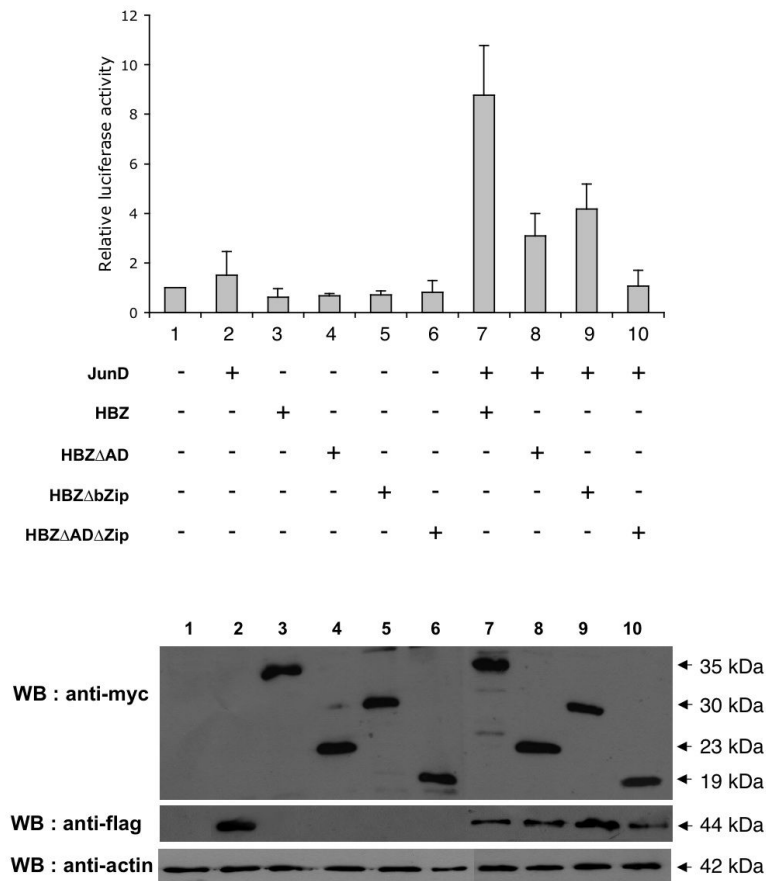 12
10
8
6
4
2
0
Relative luciferase activity
1 2 3 4 5 6 7 8 9 10
JunD - + - - - - + + + +
HBZ - - + - - - + - - -
HBZΔAD - - - + - - - + - -
HBZΔbZip - - - - + - - - + -
HBZΔADΔZip - - - - - + - - - +
1 2 3 4 5 6 7 8 9 10
WB : anti-myc
35 kDa
30 kDa
23 kDa
19 kDa
WB : anti-flag 44 kDa
WB : anti-actin 42 kDa